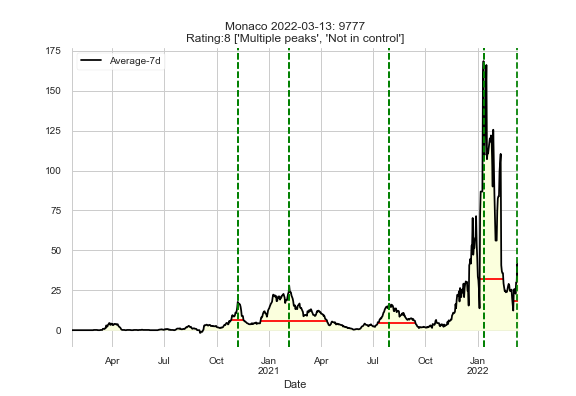 Monaco 2022-03-13: 9777
Rating:8 ['Multiple peaks', 'Not in control']
175
Average-7d
150
125
100
75
50
25
0
Apr
Jul
Oct
Jan
2021
Apr
Jul
Oct
Jan
2022
Date